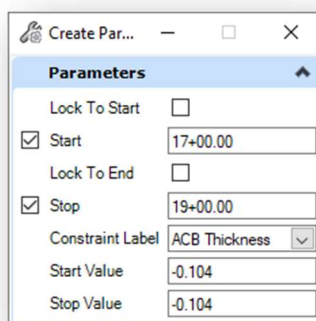 Create Par...
Parameters
Lock To Start
Start 17+00.00
Lock To End
Stop 19+00.00
Constraint Label ACB Thickness
Start Value -0.104
Stop Value -0.104